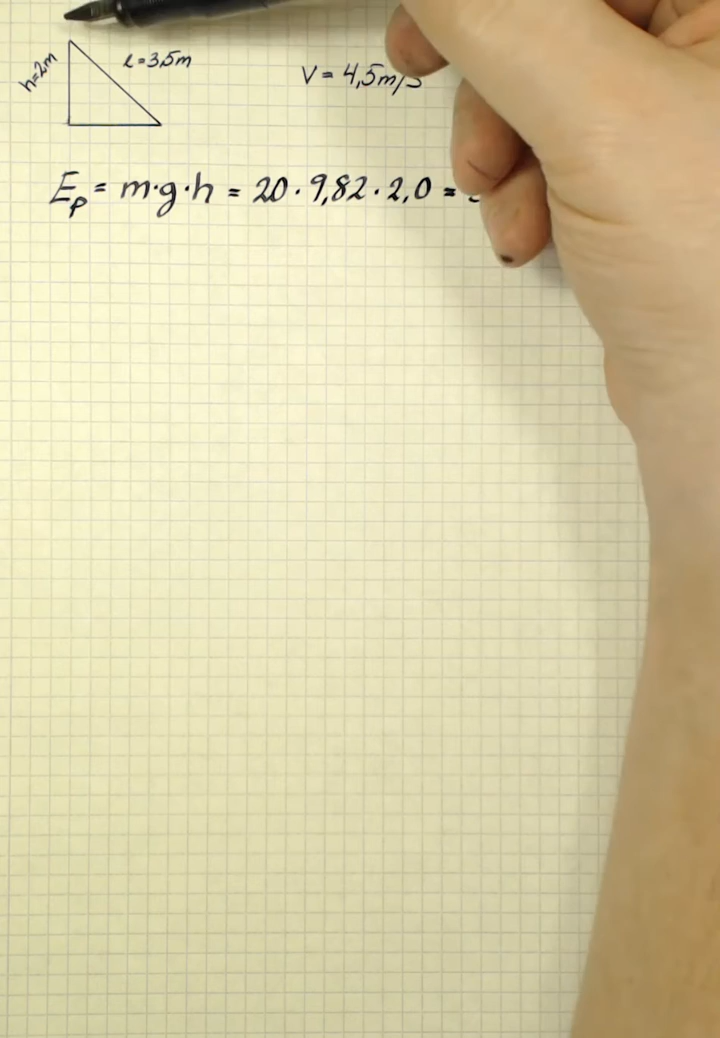 h=2m
l=3,5m
V = 4,5m/s
Ep = m·g·h = 20·9,82·2,0 =